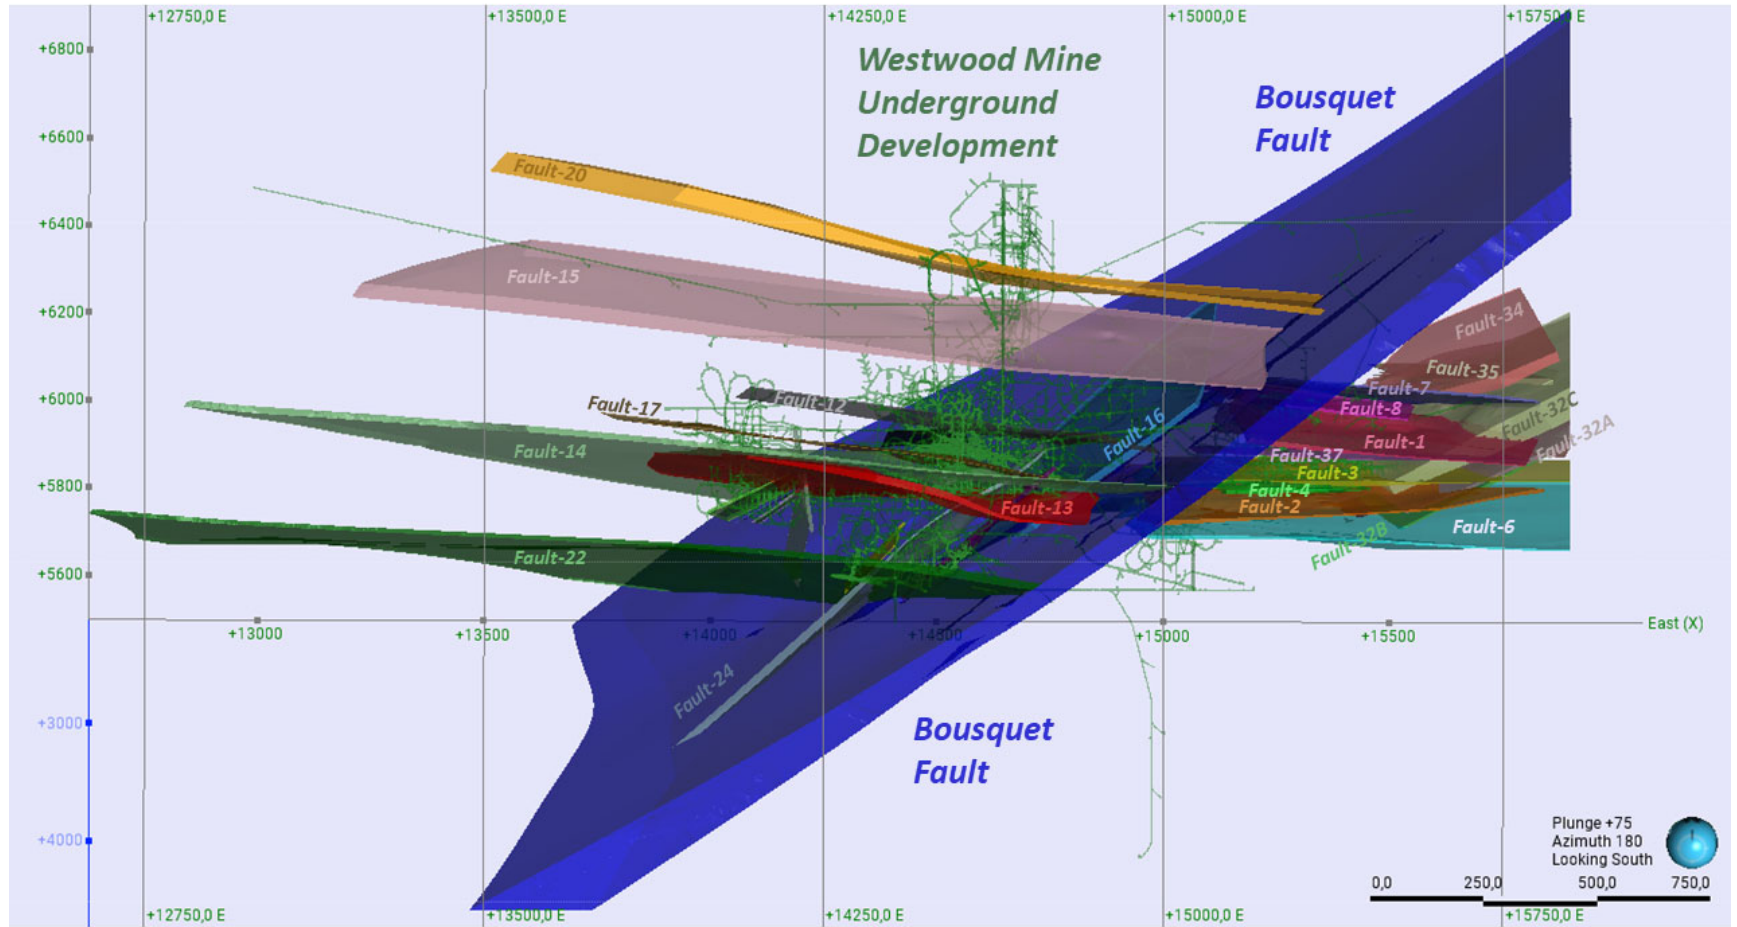 +12750,0 E
+13500,0 E
+14250,0 E
+15000,0 E
+15750,0 E
+6800
Westwood Mine
Underground
Development
Bousquet
Fault
+6600
Fault-20
+6400
Fault-15
+6200
Fault-34
Fault-35
Fault-7
+6000
Fault-17
Fault-12
Fault-8
Fault-32C
Fault-16
Fault-1
Fault-32A
Fault-14
Fault-37
Fault-3
+5800
Fault-4
Fault-13
Fault-2
Fault-6
Fault-32B
Fault-22
+5600
+13000
+13500
+14000
+14500
+15000
+15500
East (X)
Fault-24
+3000
Bousquet
Fault
+4000
Plunge +75
Azimuth 180
Looking South
0,0
250,0
500,0
750,0
+12750,0 E
+13500,0 E
+14250,0 E
+15000,0 E
+15750,0 E